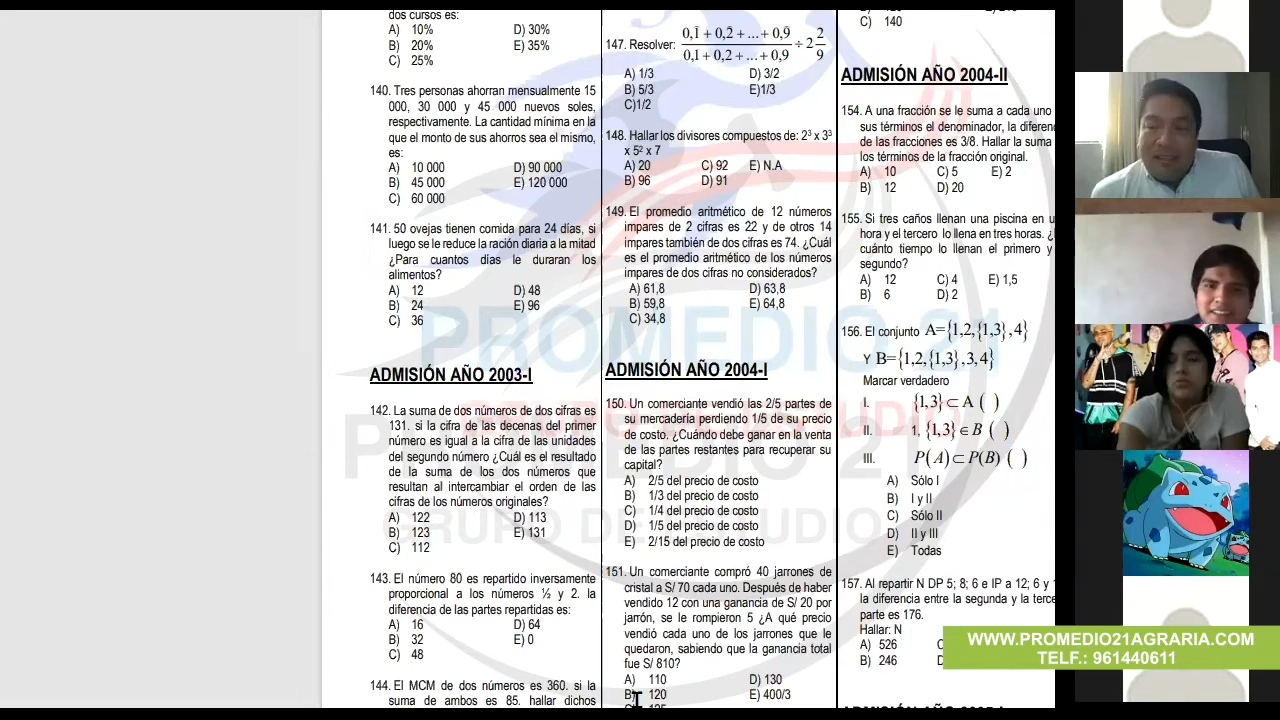 dos cursos es:
A) 10% D) 30%
B) 20% E) 35%
C) 25%
140. Tres personas ahorran mensualmente 15
000, 30 000 y 45 000 nuevos soles,
respectivamente. La cantidad mínima en la
que el monto de sus ahorros sea el mismo,
es:
A) 10 000 D) 90 000
B) 45 000 E) 120 000
C) 60 000
141. 50 ovejas tienen comida para 24 días, si
luego se le reduce la ración diaria a la mitad
¿Para cuantos días le duraran los
alimentos?
A) 12 D) 48
B) 24 E) 96
C) 36
ADMISIÓN AÑO 2003-I
142. La suma de dos números de dos cifras es
131. si la cifra de las decenas del primer
número es igual a la cifra de las unidades
del segundo número ¿Cuál es el resultado
de la suma de los dos números que
resultan al intercambiar el orden de las
cifras de los números originales?
A) 122 D) 113
B) 123 E) 131
C) 112
143. El número 80 es repartido inversamente
proporcional a los números ½ y 2. la
diferencia de las partes repartidas es:
A) 16 D) 64
B) 32 E) 0
C) 48
144. El MCM de dos números es 360. si la
suma de ambos es 85. hallar dichos
147. Resolver: (0,1̄ + 0,2̄ + ... + 0,9̄)/(0,1 + 0,2 + ... + 0,9) ÷ 2 2/9
A) 1/3 D) 3/2
B) 5/3 E)1/3
C)1/2
148. Hallar los divisores compuestos de: 2³ x 3³
x 5² x 7
A) 20 C) 92 E) N.A
B) 96 D) 91
149. El promedio aritmético de 12 números
impares de 2 cifras es 22 y de otros 14
impares también de dos cifras es 74. ¿Cuál
es el promedio aritmético de los números
impares de dos cifras no considerados?
A) 61,8 D) 63,8
B) 59,8 E) 64,8
C) 34,8
ADMISIÓN AÑO 2004-I
150. Un comerciante vendió las 2/5 partes de
su mercadería perdiendo 1/5 de su precio
de costo. ¿Cuándo debe ganar en la venta
de las partes restantes para recuperar su
capital?
A) 2/5 del precio de costo
B) 1/3 del precio de costo
C) 1/4 del precio de costo
D) 1/5 del precio de costo
E) 2/15 del precio de costo
151. Un comerciante compró 40 jarrones de
cristal a S/ 70 cada uno. Después de haber
vendido 12 con una ganancia de S/ 20 por
jarrón, se le rompieron 5 ¿A qué precio
vendió cada uno de los jarrones que le
quedaron, sabiendo que la ganancia total
fue S/ 810?
A) 110 D) 130
B) 120 E) 400/3
C) 140
ADMISIÓN AÑO 2004-II
154. A una fracción se le suma a cada uno
sus términos el denominador, la diferenc
de las fracciones es 3/8. Hallar la suma
los términos de la fracción original.
A) 10 C) 5 E) 2
B) 12 D) 20
155. Si tres caños llenan una piscina en u
hora y el tercero lo llena en tres horas. ¿
cuánto tiempo lo llenan el primero y
segundo?
A) 12 C) 4 E) 1,5
B) 6 D) 2
156. El conjunto A={1,2,{1,3},4}
Y B={1,2,{1,3},3,4}
Marcar verdadero
I. {1,3} ⊂ A ( )
II. 1, {1,3} ∈ B ( )
III. P(A) ⊂ P(B) ( )
A) Sólo I
B) I y II
C) Sólo II
D) II y III
E) Todas
157. Al repartir N DP 5; 8; 6 e IP a 12; 6 y
la diferencia entre la segunda y la terce
parte es 176.
Hallar: N
A) 526
B) 246
PROMEDIO 21
GRUPO DE ESTUDIO
WWW.PROMEDIO21AGRARIA.COM
TELF.: 961440611